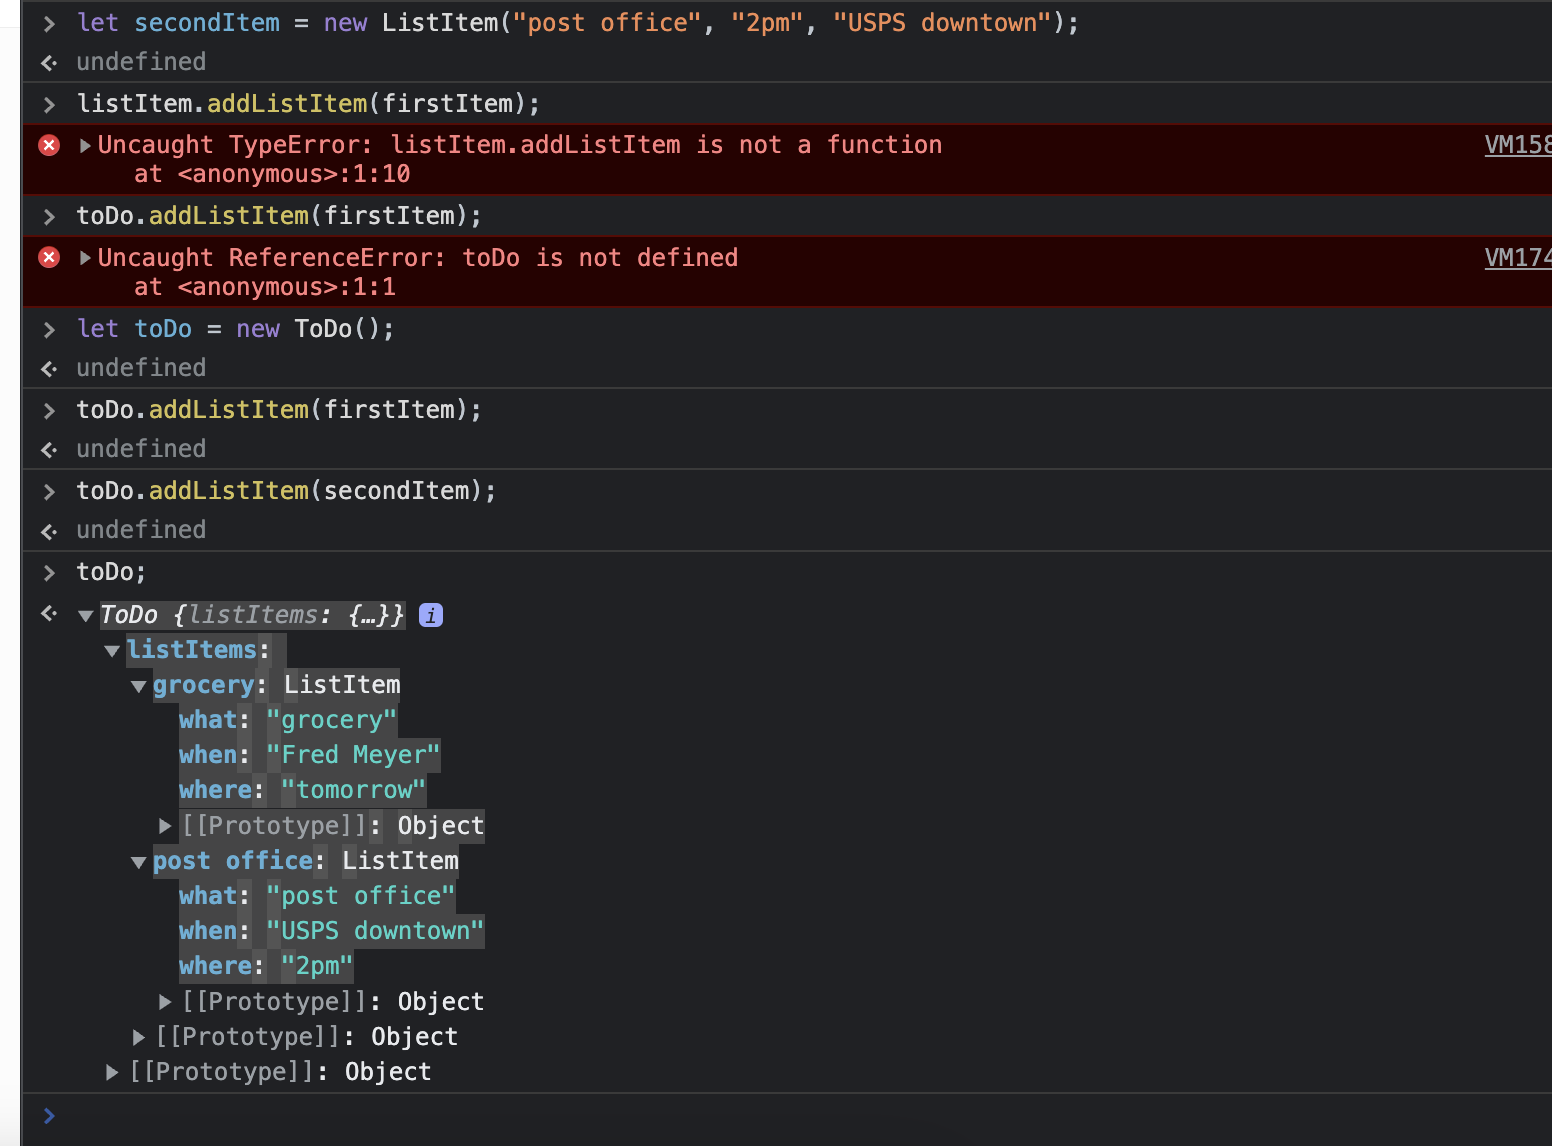 let secondItem = new ListItem("post office", "2pm", "USPS downtown");
undefined
listItem.addListItem(firstItem);
Uncaught TypeError: listItem.addListItem is not a function VM158
at <anonymous>:1:10
toDo.addListItem(firstItem);
Uncaught ReferenceError: toDo is not defined VM174
at <anonymous>:1:1
let toDo = new ToDo();
undefined
toDo.addListItem(firstItem);
undefined
toDo.addListItem(secondItem);
undefined
toDo;
ToDo {listItems: {…}} i
listItems:
grocery: ListItem
what: "grocery"
when: "Fred Meyer"
where: "tomorrow"
[[Prototype]]: Object
post office: ListItem
what: "post office"
when: "USPS downtown"
where: "2pm"
[[Prototype]]: Object
[[Prototype]]: Object
[[Prototype]]: Object